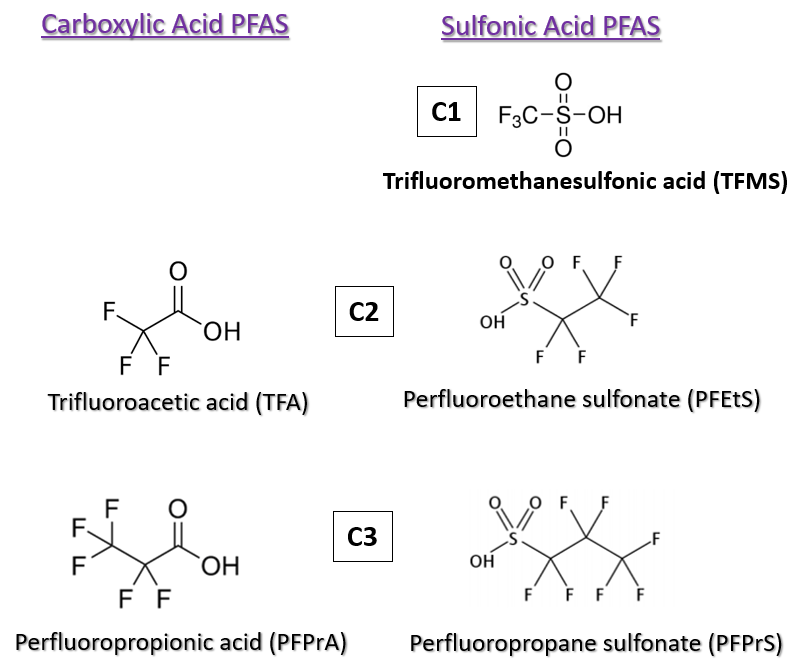 Carboxylic Acid PFAS
Sulfonic Acid PFAS
C1
O
F₃C-S-OH
O
Trifluoromethanesulfonic acid (TFMS)
O
F
OH
F F
C2
O O F F
S
OH
F
F F
Trifluoroacetic acid (TFA)
Perfluoroethane sulfonate (PFEtS)
F O
F
F
OH
F F
C3
O O F F
S
F
OH
F F F F
Perfluoropropionic acid (PFPrA)
Perfluoropropane sulfonate (PFPrS)